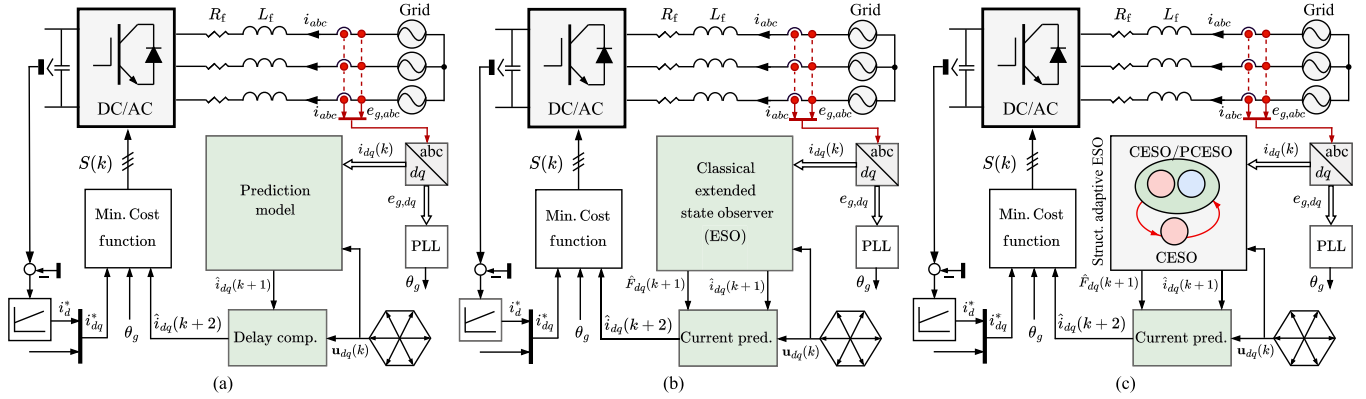 R_f L_f i_abc Grid
DC/AC
i_abc e_g,abc
S(k)
Prediction
model
i_dq(k)
abc
dq
e_g,dq
Min. Cost
function
PLL
θ_g
î_dq(k+1)
i*_d
i*_dq
θ_g
î_dq(k+2)
Delay comp.
u_dq(k)
(a)
R_f L_f i_abc Grid
DC/AC
i_abc e_g,abc
S(k)
Classical
extended
state observer
(ESO)
i_dq(k)
abc
dq
e_g,dq
Min. Cost
function
PLL
θ_g
F̂_dq(k+1) î_dq(k+1)
i*_d
i*_dq
θ_g
î_dq(k+2)
Current pred.
u_dq(k)
(b)
R_f L_f i_abc Grid
DC/AC
i_abc e_g,abc
S(k)
Struct. adaptive ESO
CESO/PCESO
CESO
i_dq(k)
abc
dq
e_g,dq
Min. Cost
function
PLL
θ_g
F̂_dq(k+1) î_dq(k+1)
i*_d
i*_dq
θ_g
î_dq(k+2)
Current pred.
u_dq(k)
(c)